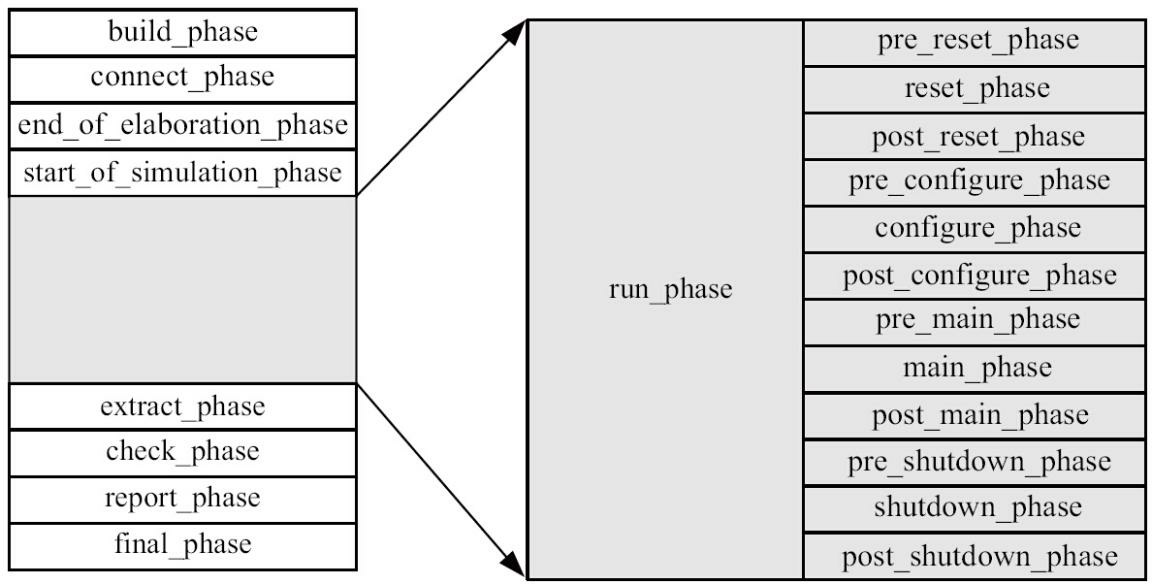 build_phase
connect_phase
end_of_elaboration_phase
start_of_simulation_phase
extract_phase
check_phase
report_phase
final_phase
run_phase
pre_reset_phase
reset_phase
post_reset_phase
pre_configure_phase
configure_phase
post_configure_phase
pre_main_phase
main_phase
post_main_phase
pre_shutdown_phase
shutdown_phase
post_shutdown_phase